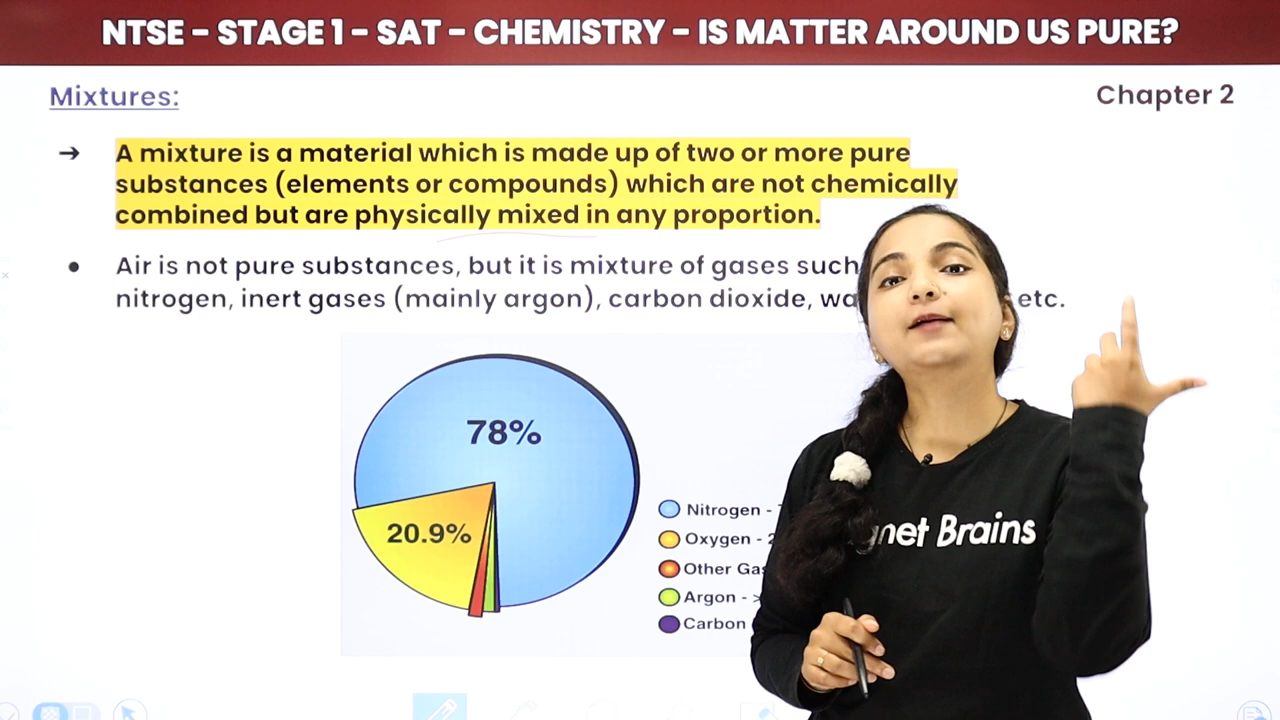 NTSE – STAGE 1 – SAT – CHEMISTRY – IS MATTER AROUND US PURE?
Mixtures:
Chapter 2
➔ A mixture is a material which is made up of two or more pure
substances (elements or compounds) which are not chemically
combined but are physically mixed in any proportion.
● Air is not pure substances, but it is mixture of gases such
nitrogen, inert gases (mainly argon), carbon dioxide, etc.
78%
20.9%
Nitrogen -
Oxygen - 2
Other
Argon - >
Carbon
Brains